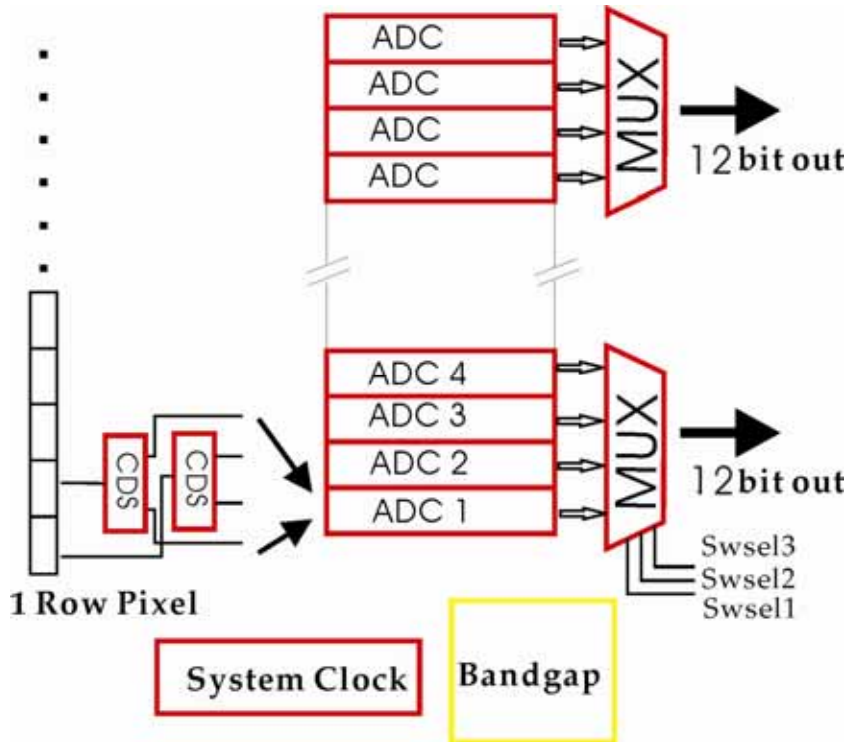 ADC
ADC
ADC
ADC
MUX
12bit out
ADC 4
ADC 3
ADC 2
ADC 1
MUX
12bit out
CDS
CDS
Swsel3
Swsel2
Swsel1
1 Row Pixel
System Clock
Bandgap